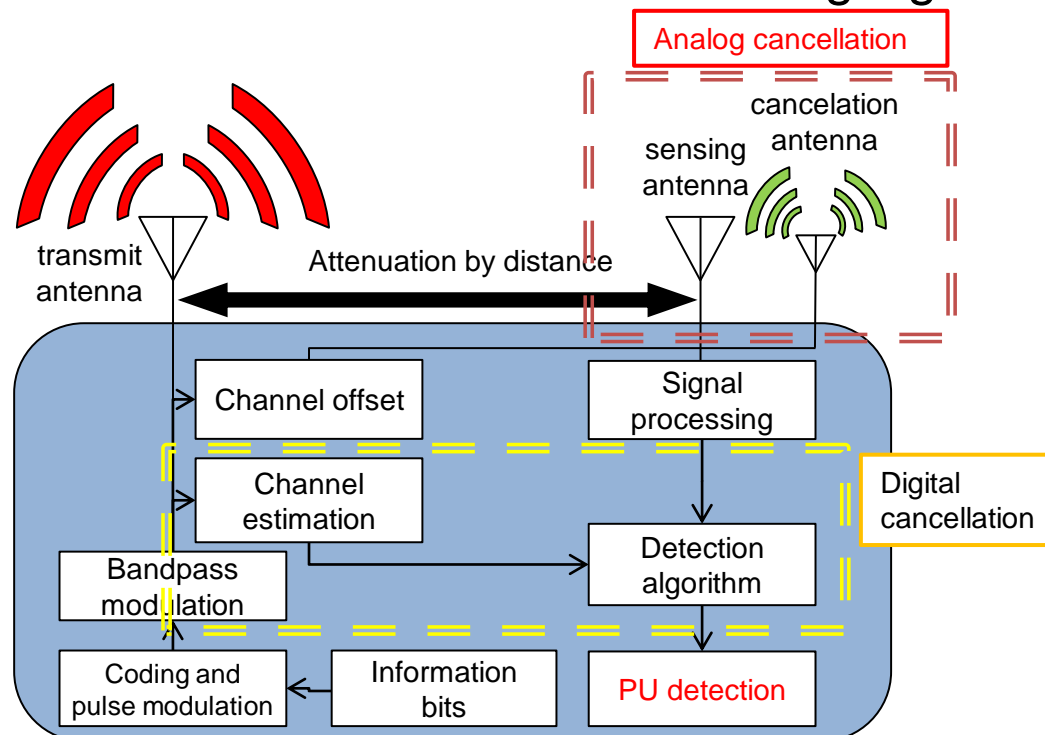 Analog cancellation
cancelation
antenna
sensing
antenna
transmit
antenna
Attenuation by distance
Channel offset
Signal
processing
Channel
estimation
Digital
cancellation
Detection
algorithm
Bandpass
modulation
Coding and
pulse modulation
Information
bits
PU detection